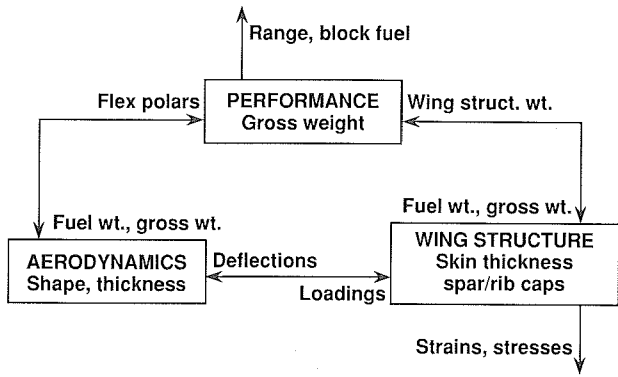 Range, block fuel
Flex polars
PERFORMANCE
Gross weight
Wing struct. wt.
Fuel wt., gross wt.
Fuel wt., gross wt.
AERODYNAMICS
Shape, thickness
Deflections
Loadings
WING STRUCTURE
Skin thickness
spar/rib caps
Strains, stresses